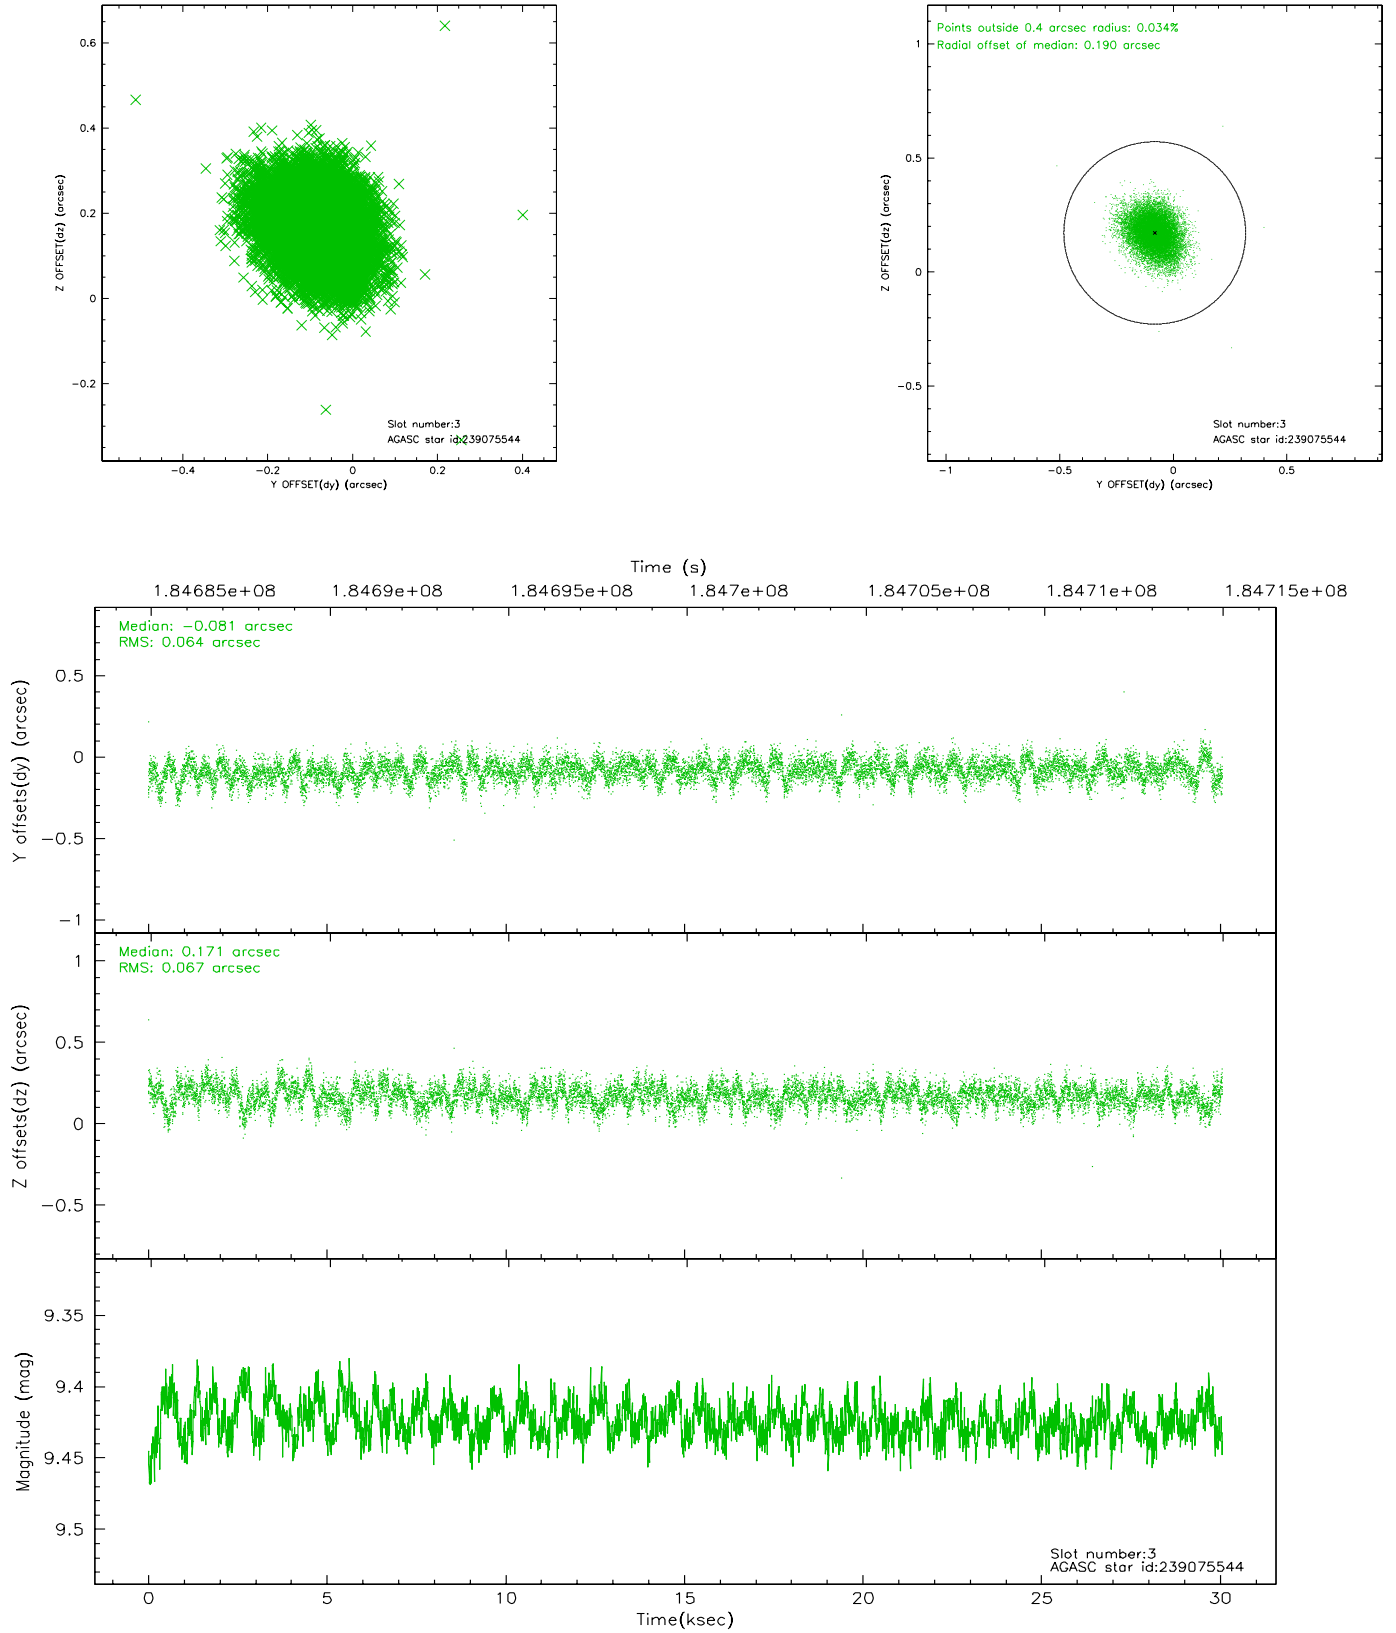 0.6
0.4
0.2
0
−0.2
Z OFFSET(dz) (arcsec)
Slot number:3
AGASC star id:239075544
−0.4 −0.2 0 0.2 0.4
Y OFFSET(dy) (arcsec)
Points outside 0.4 arcsec radius: 0.034%
Radial offset of median: 0.190 arcsec
1
0.5
0
−0.5
Z OFFSET(dz) (arcsec)
Slot number:3
AGASC star id:239075544
−1 −0.5 0 0.5
Y OFFSET(dy) (arcsec)
Time (s)
1.84685e+08 1.8469e+08 1.84695e+08 1.847e+08 1.84705e+08 1.8471e+08 1.84715e+08
Median: −0.081 arcsec
RMS: 0.064 arcsec
0.5
0
−0.5
−1
Y offsets(dy) (arcsec)
Median: 0.171 arcsec
RMS: 0.067 arcsec
1
0.5
0
−0.5
Z offsets(dz) (arcsec)
9.35
9.4
9.45
9.5
Magnitude (mag)
Slot number:3
AGASC star id:239075544
0 5 10 15 20 25 30
Time(ksec)